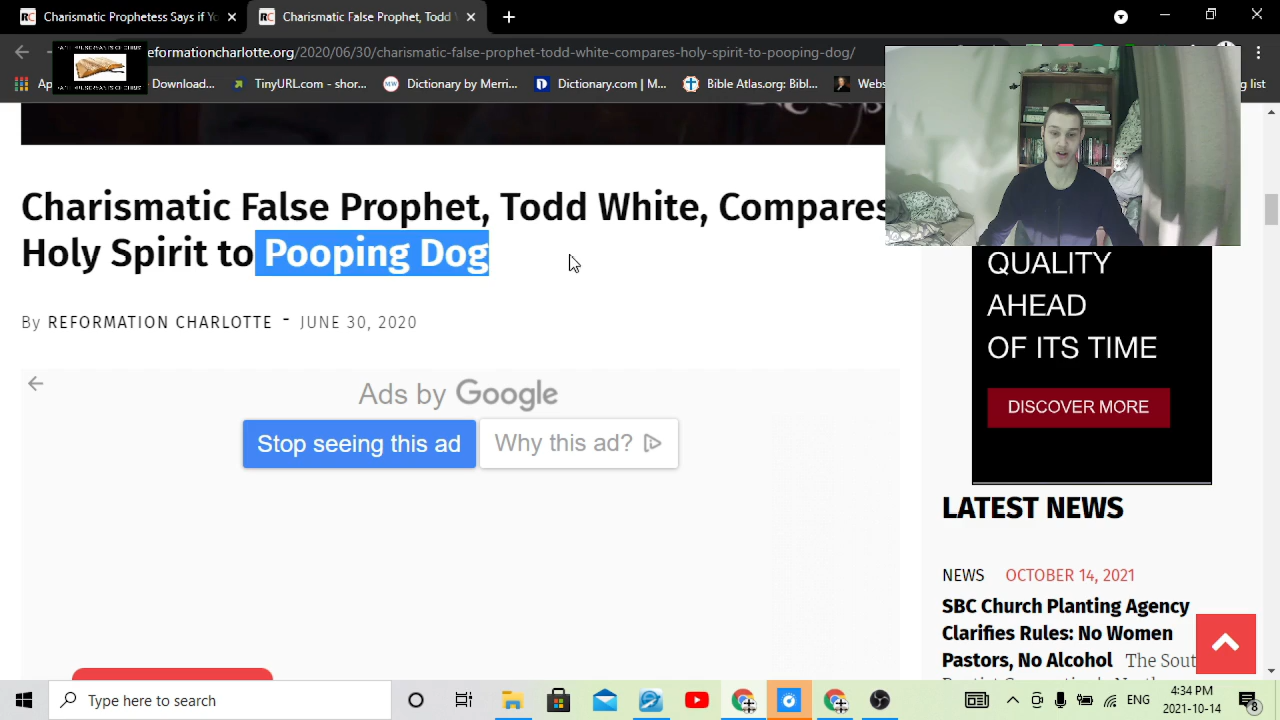 Charismatic Prophetess Says if Yo
Charismatic False Prophet, Todd W
eformationcharlotte.org/2020/06/30/charismatic-false-prophet-todd-white-compares-holy-spirit-to-pooping-dog/
Download...
TinyURL.com - shor...
Dictionary by Merri...
Dictionary.com | M...
Bible Atlas.org: Bibl...
g list
Charismatic False Prophet, Todd White, Compares
Holy Spirit to Pooping Dog
By REFORMATION CHARLOTTE - JUNE 30, 2020
Ads by Google
Stop seeing this ad
Why this ad?
QUALITY
AHEAD
OF ITS TIME
DISCOVER MORE
LATEST NEWS
NEWS OCTOBER 14, 2021
SBC Church Planting Agency
Clarifies Rules: No Women
Pastors, No Alcohol The Sout
Type here to search
ENG
4:34 PM
2021-10-14
8